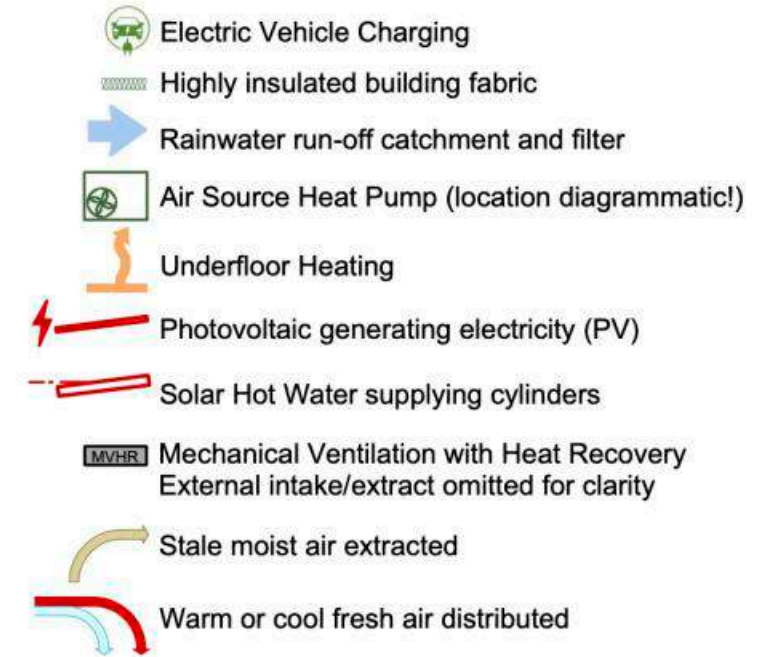 Electric Vehicle Charging
Highly insulated building fabric
Rainwater run-off catchment and filter
Air Source Heat Pump (location diagrammatic!)
Underfloor Heating
Photovoltaic generating electricity (PV)
Solar Hot Water supplying cylinders
MVHR Mechanical Ventilation with Heat Recovery
External intake/extract omitted for clarity
Stale moist air extracted
Warm or cool fresh air distributed